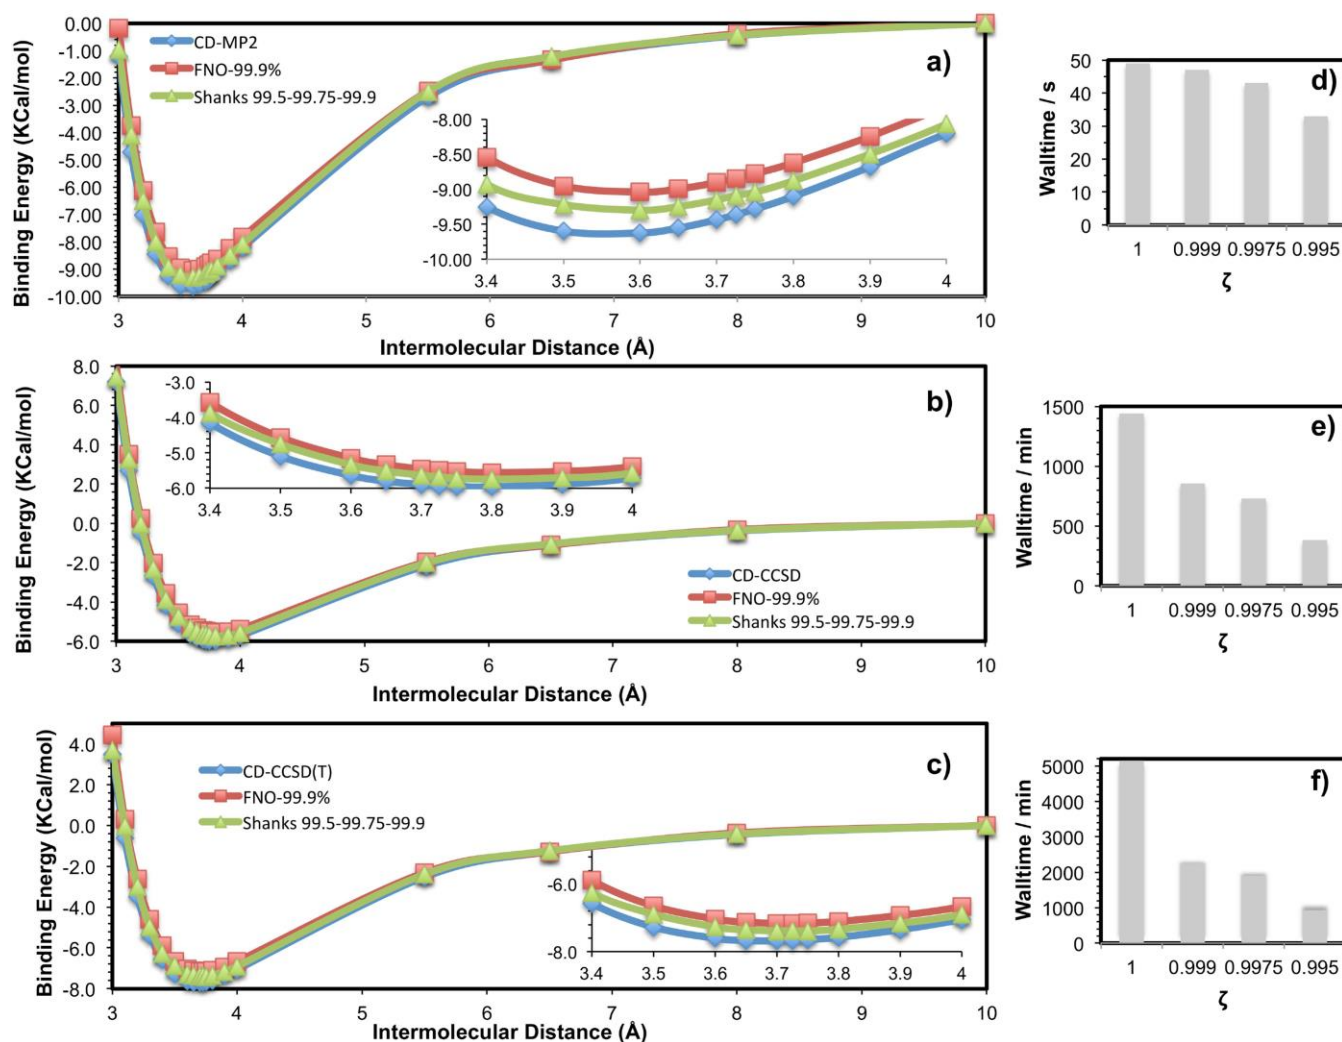 a)
Binding Energy (KCal/mol)
0.00
-1.00
-2.00
-3.00
-4.00
-5.00
-6.00
-7.00
-8.00
-9.00
-10.00
CD-MP2
FNO-99.9%
Shanks 99.5-99.75-99.9
-8.00
-8.50
-9.00
-9.50
-10.00
3.4 3.5 3.6 3.7 3.8 3.9 4
3 4 5 6 7 8 9 10
Intermolecular Distance (Å)
d)
Walltime / s
50
40
30
20
10
0
1 0.999 0.9975 0.995
ζ
b)
Binding Energy (KCal/mol)
8.0
6.0
4.0
2.0
0.0
-2.0
-4.0
-6.0
-3.0
-4.0
-5.0
-6.0
3.4 3.5 3.6 3.7 3.8 3.9 4
CD-CCSD
FNO-99.9%
Shanks 99.5-99.75-99.9
3 4 5 6 7 8 9 10
Intermolecular Distance (Å)
e)
Walltime / min
1500
1000
500
0
1 0.999 0.9975 0.995
ζ
c)
Binding Energy (KCal/mol)
4.0
2.0
0.0
-2.0
-4.0
-6.0
-8.0
CD-CCSD(T)
FNO-99.9%
Shanks 99.5-99.75-99.9
-6.0
-8.0
3.4 3.5 3.6 3.7 3.8 3.9 4
3 4 5 6 7 8 9 10
Intermolecular Distance (Å)
f)
Walltime / min
5000
4000
3000
2000
1000
0
1 0.999 0.9975 0.995
ζ